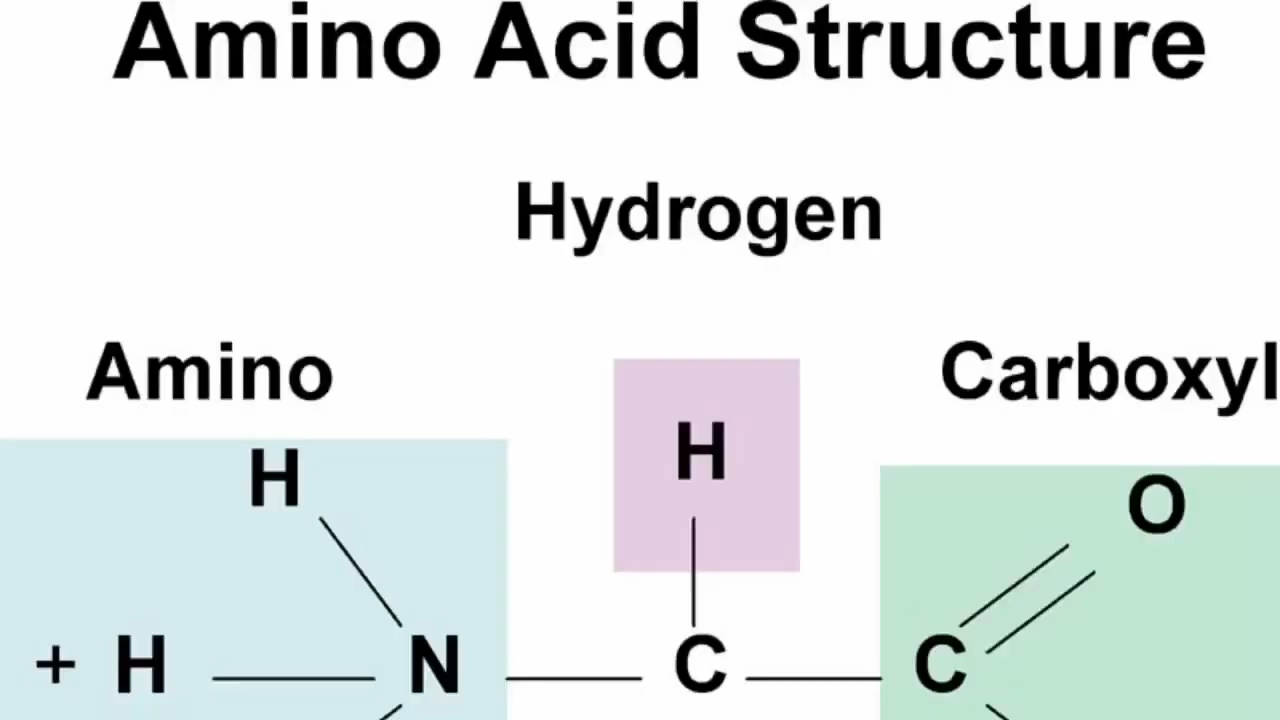 Amino Acid Structure
Hydrogen
Amino
Carboxyl
H
H
O
+ H
N
C
C